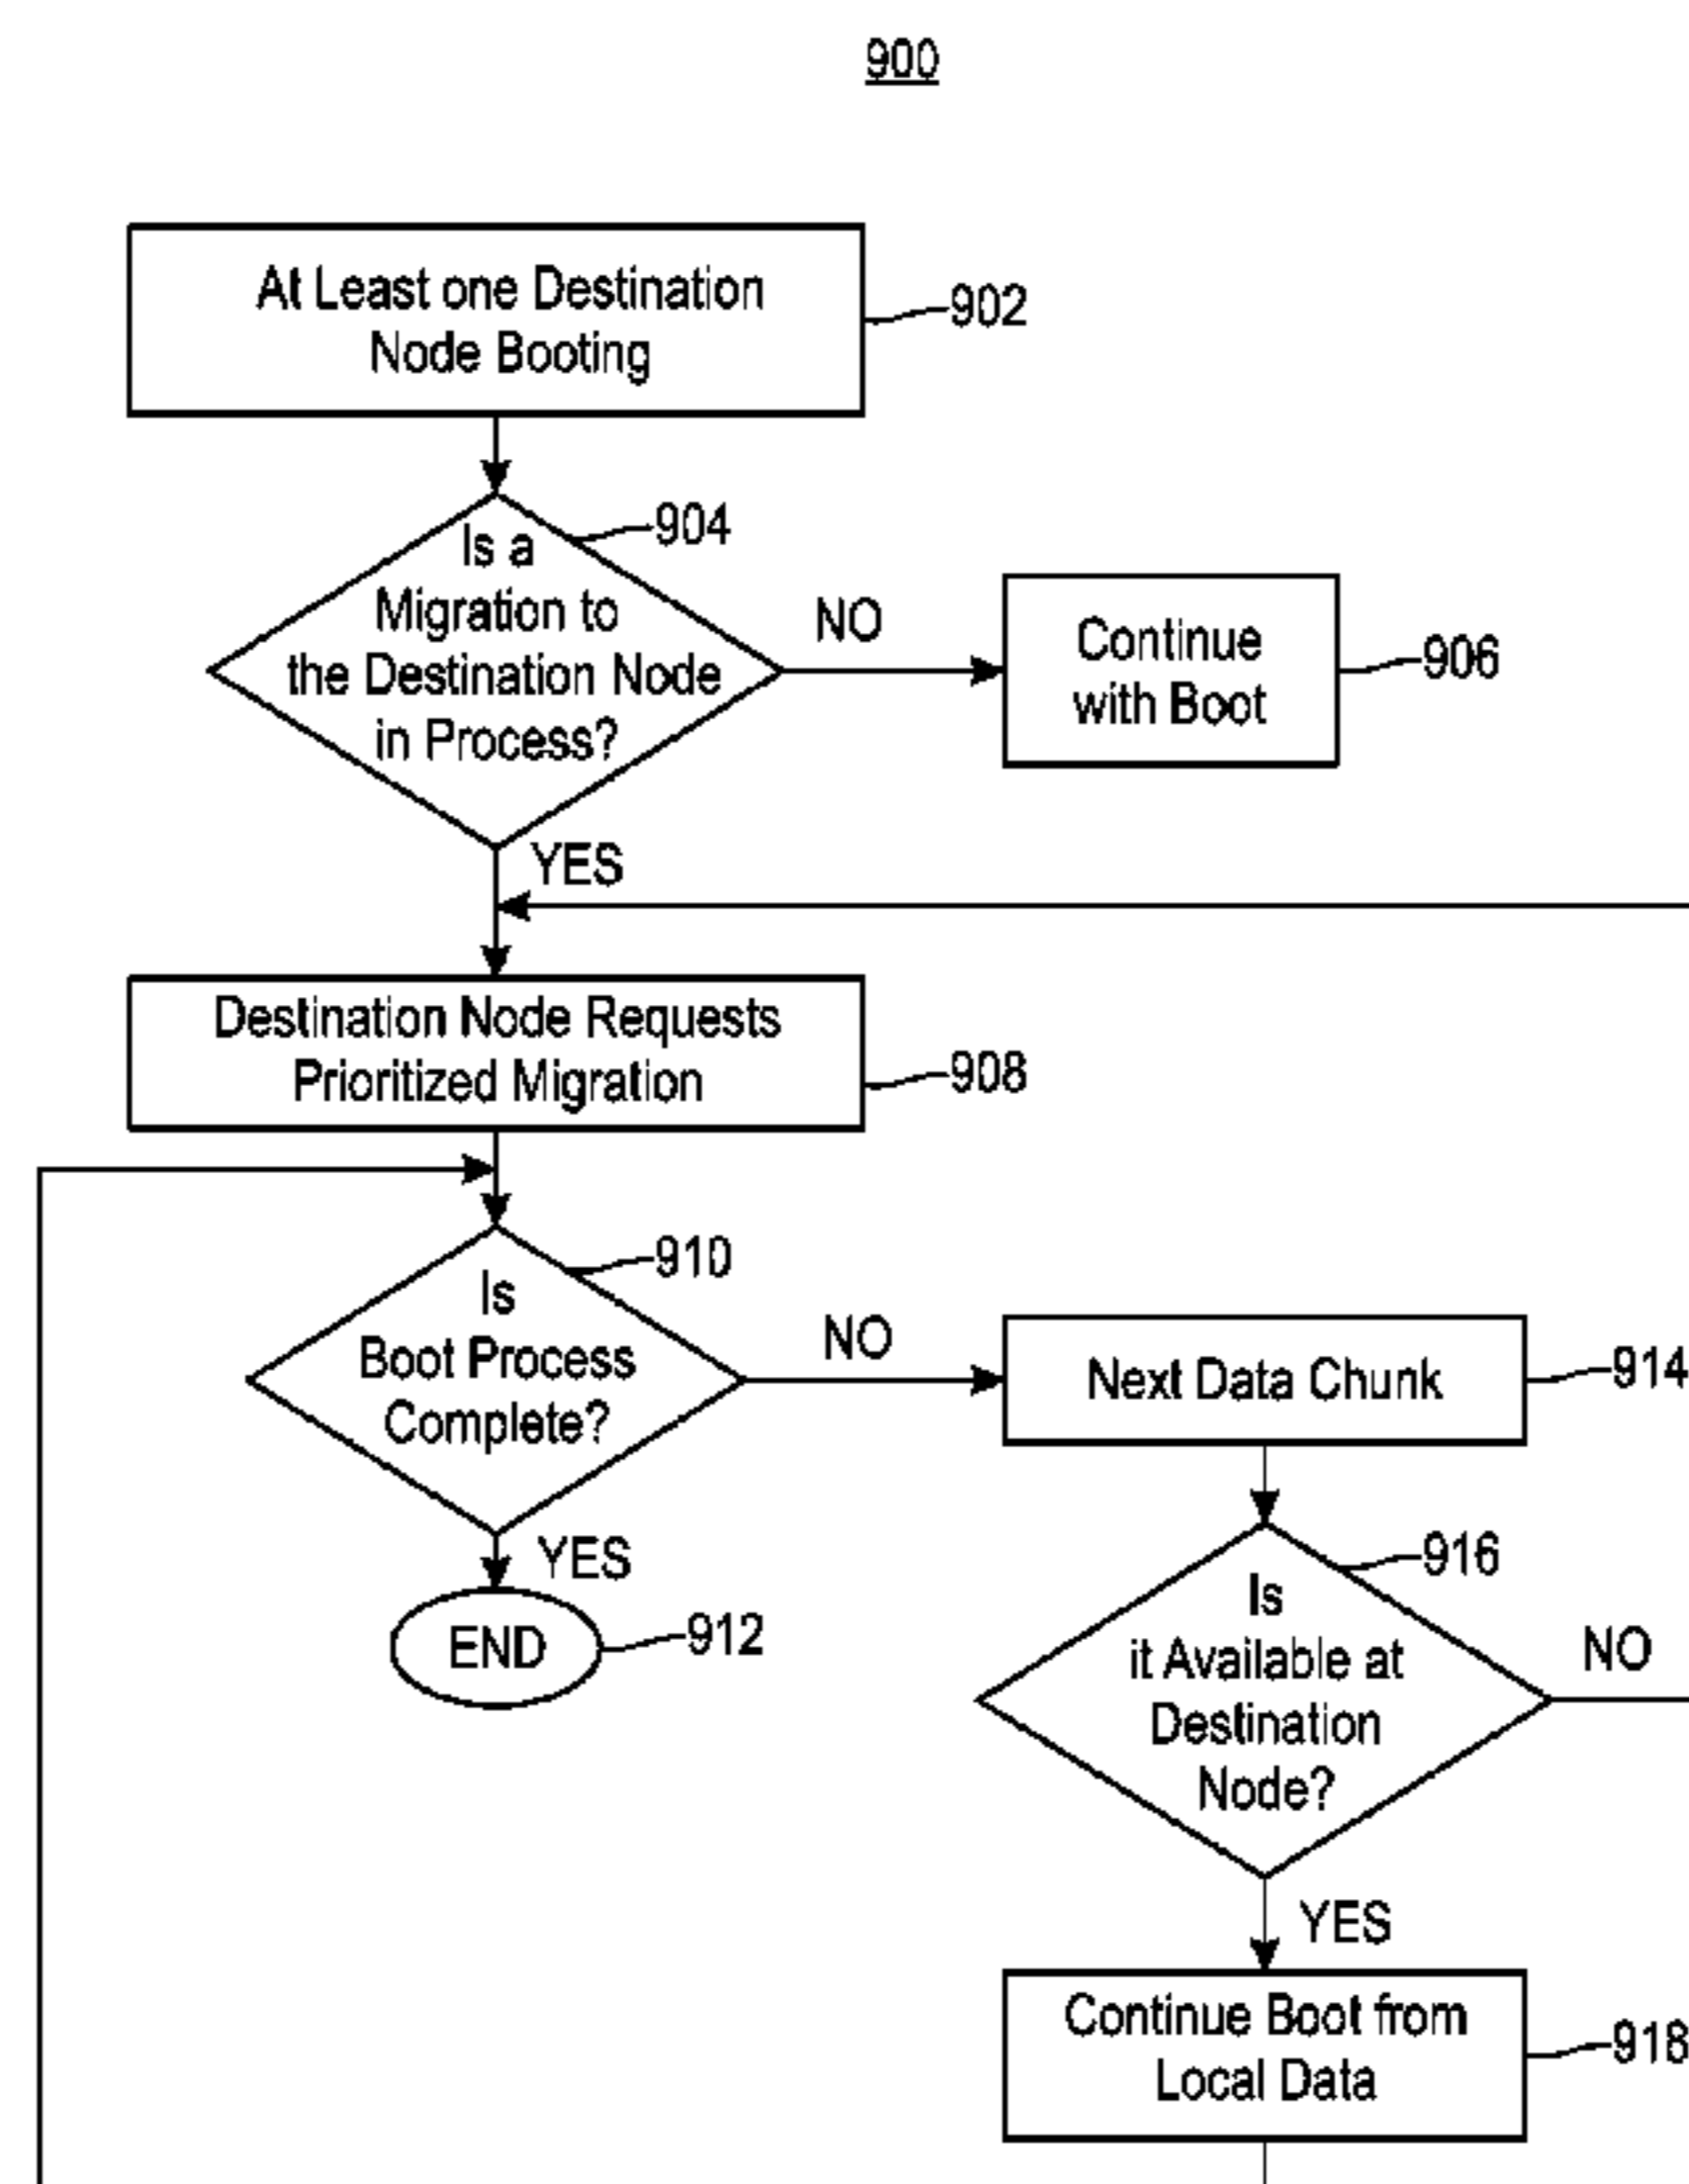 900
At Least one Destination
Node Booting
902
904
Is a
Migration to
the Destination Node
in Process?
NO
Continue
with Boot
906
YES
Destination Node Requests
Prioritized Migration
908
910
Is
Boot Process
Complete?
NO
Next Data Chunk
914
YES
END
912
916
Is
it Available at
Destination
Node?
NO
YES
Continue Boot from
Local Data
918